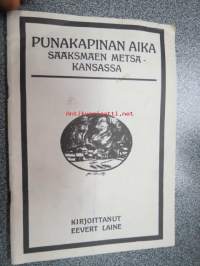 PUNAKAPINAN AIKA
SÄÄKSMÄEN METSÄ-
KANSASSA
KIRJOITTANUT
EEVERT LAINE